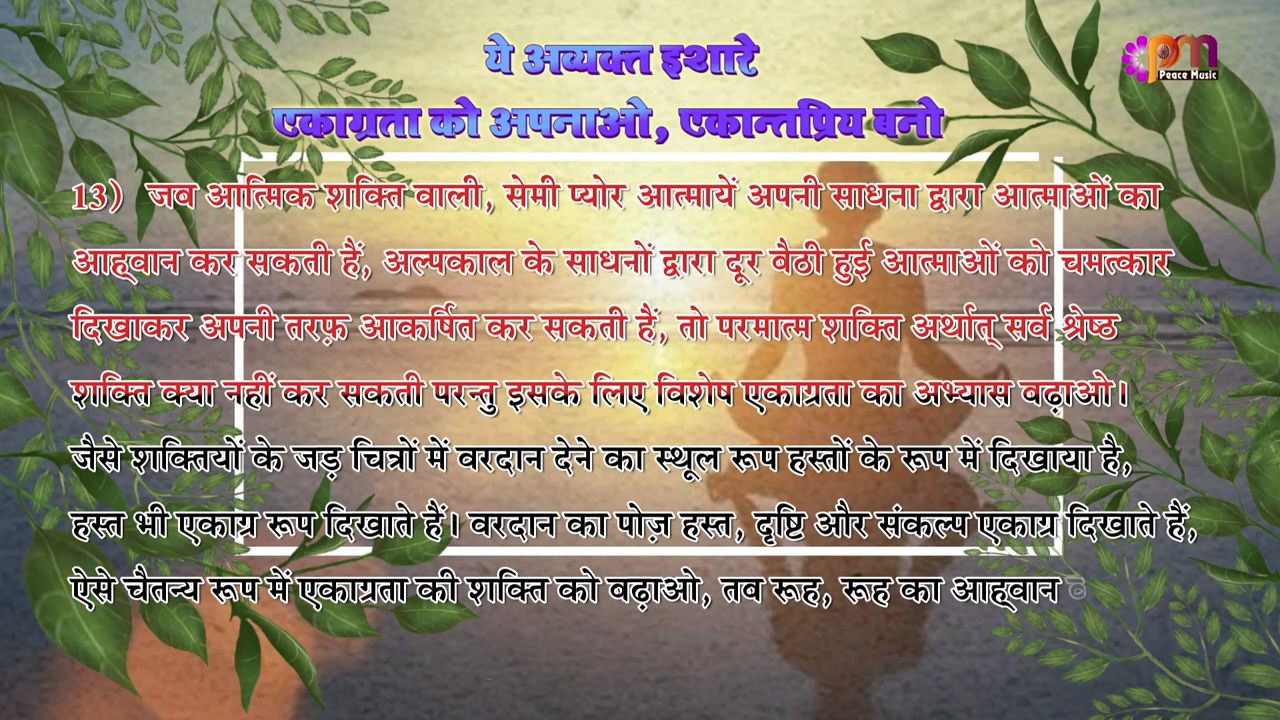 ये अव्यक्त इशारे
एकाग्रता को अपनाओ, एकान्तप्रिय बनो
pm
Peace Music
13) जब आत्मिक शक्ति वाली, सेमी प्योर आत्मायें अपनी साधना द्वारा आत्माओं का
आह्वान कर सकती हैं, अल्पकाल के साधनों द्वारा दूर बैठी हुई आत्माओं को चमत्कार
दिखाकर अपनी तरफ़ आकर्षित कर सकती हैं, तो परमात्म शक्ति अर्थात् सर्व श्रेष्ठ
शक्ति क्या नहीं कर सकती परन्तु इसके लिए विशेष एकाग्रता का अभ्यास बढ़ाओ।
जैसे शक्तियों के जड़ चित्रों में वरदान देने का स्थूल रूप हस्तों के रूप में दिखाया है,
हस्त भी एकाग्र रूप दिखाते हैं। वरदान का पोज़ हस्त, दृष्टि और संकल्प एकाग्र दिखाते हैं,
ऐसे चैतन्य रूप में एकाग्रता की शक्ति को बढ़ाओ, तब रूह, रूह का आह्वान